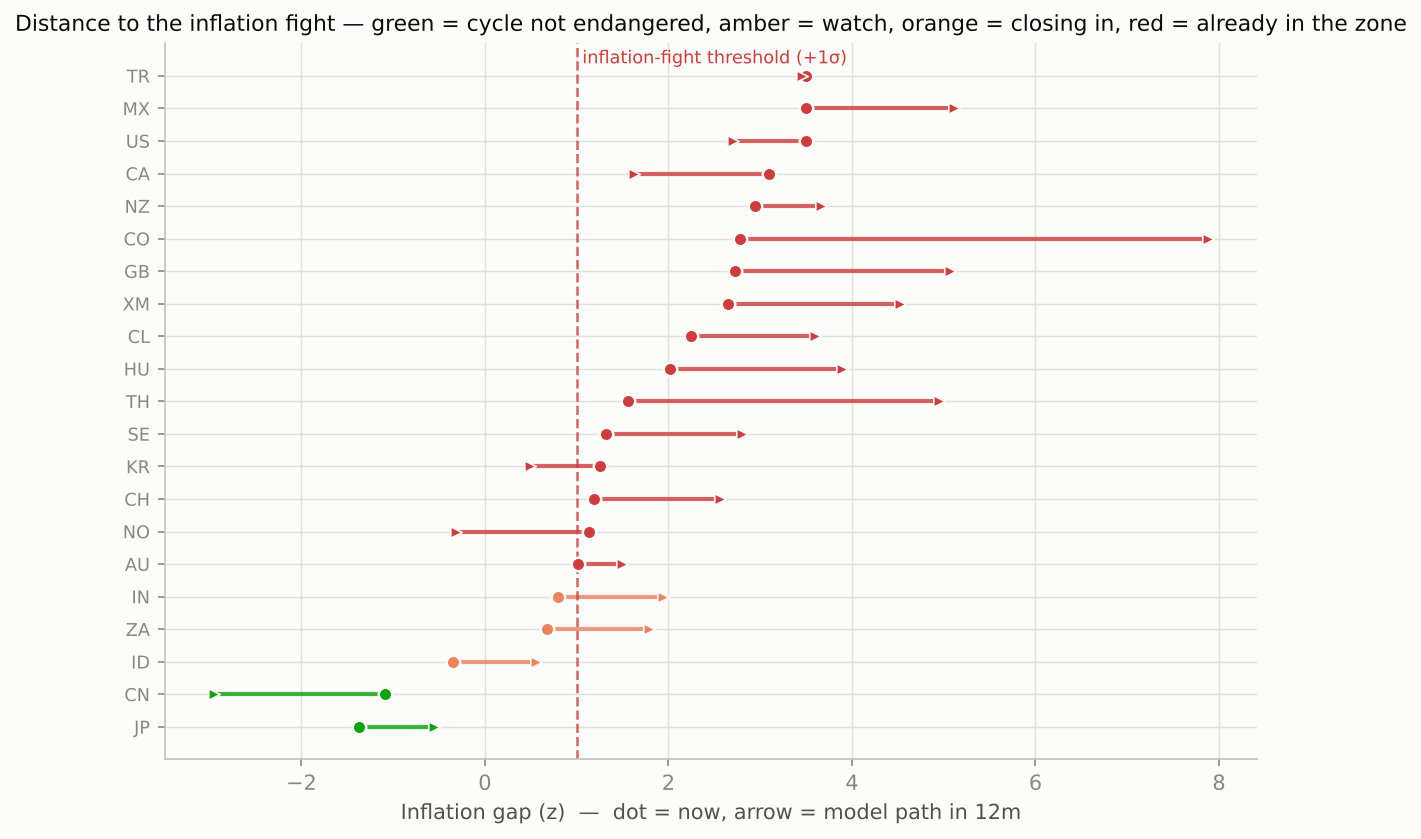 Distance to the inflation fight — green = cycle not endangered, amber = watch, orange = closing in, red = already in the zone
inflation-fight threshold (+1σ)
TR
MX
US
CA
NZ
CO
GB
XM
CL
HU
TH
SE
KR
CH
NO
AU
IN
ZA
ID
CN
JP
−2 0 2 4 6 8
Inflation gap (z) — dot = now, arrow = model path in 12m